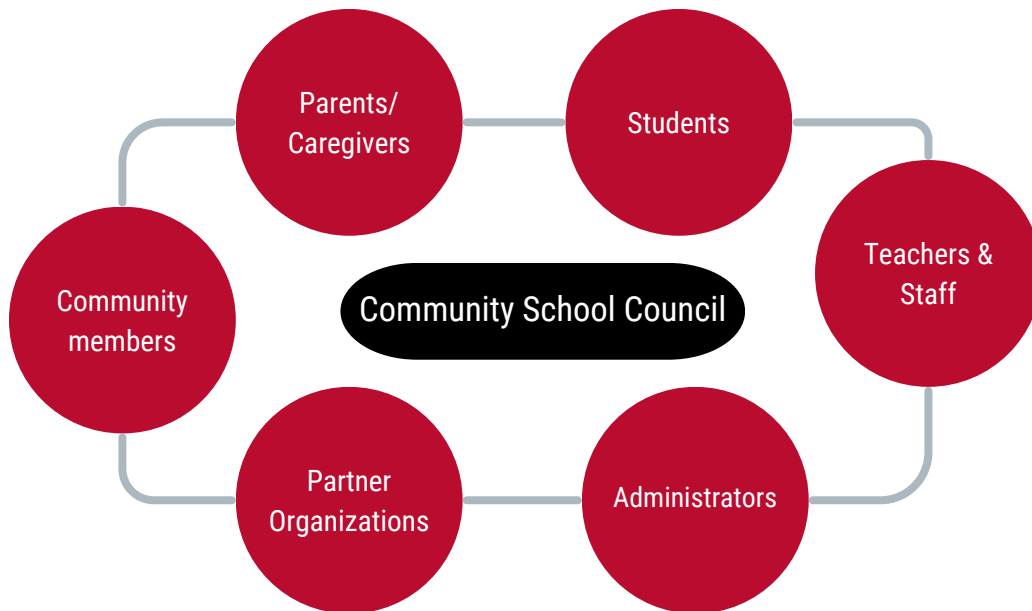 Parents/
Caregivers
Students
Teachers &
Staff
Community School Council
Community
members
Partner
Organizations
Administrators